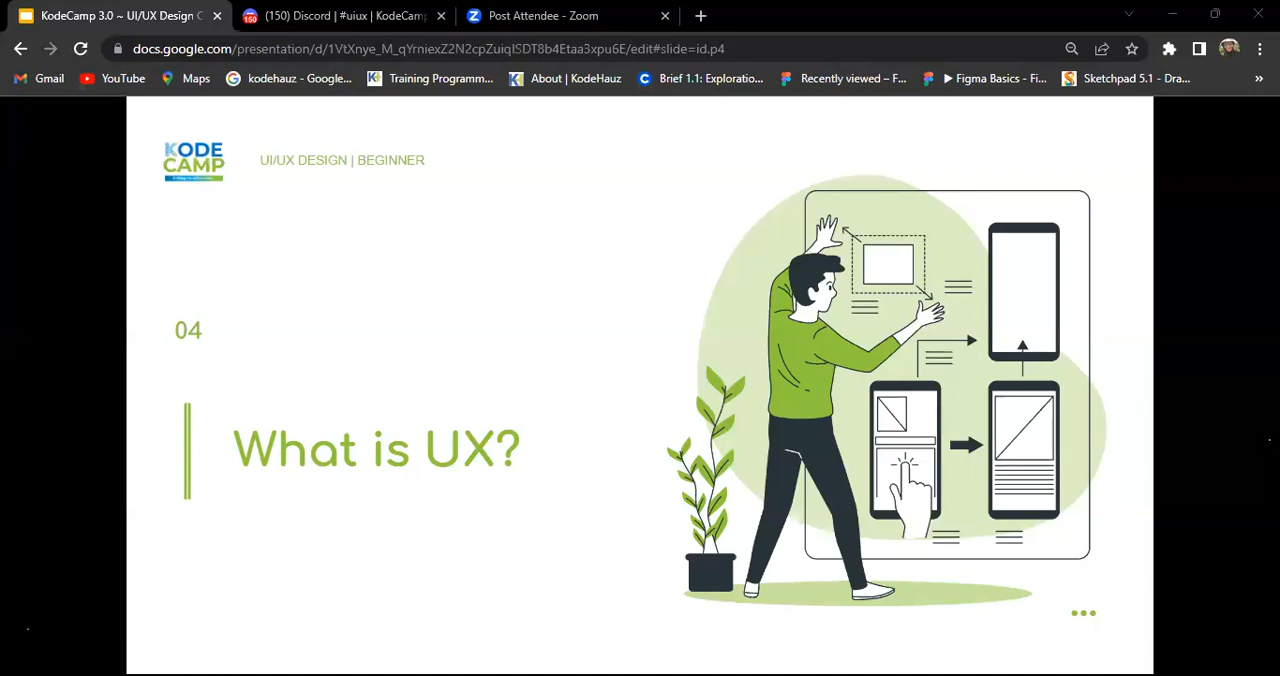 KodeCamp 3.0 ~ UI/UX Design C
(150) Discord | #uiux | KodeCamp
Post Attendee - Zoom
docs.google.com/presentation/d/1VtXnye_M_qYrniexZ2N2cpZuiqISDT8b4Etaa3xpu6E/edit#slide=id.p4
Gmail
YouTube
Maps
kodehauz - Google...
Training Programm...
About | KodeHauz
Brief 1.1: Exploratio...
Recently viewed – F...
Figma Basics - Fi...
Sketchpad 5.1 - Dra...
KODE
CAMP
UI/UX DESIGN | BEGINNER
04
What is UX?